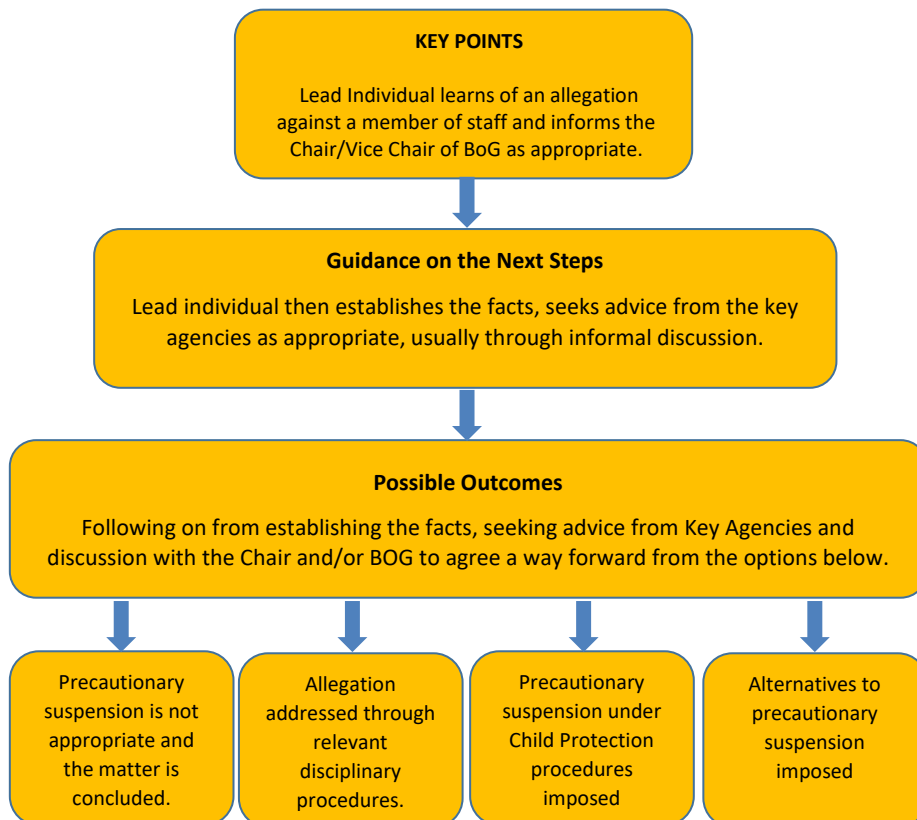 KEY POINTS
Lead Individual learns of an allegation
against a member of staff and informs the
Chair/Vice Chair of BoG as appropriate.
Guidance on the Next Steps
Lead individual then establishes the facts, seeks advice from the key
agencies as appropriate, usually through informal discussion.
Possible Outcomes
Following on from establishing the facts, seeking advice from Key Agencies and
discussion with the Chair and/or BOG to agree a way forward from the options below.
Precautionary
suspension is not
appropriate and
the matter is
concluded.
Allegation
addressed through
relevant
disciplinary
procedures.
Precautionary
suspension under
Child Protection
procedures
imposed
Alternatives to
precautionary
suspension
imposed